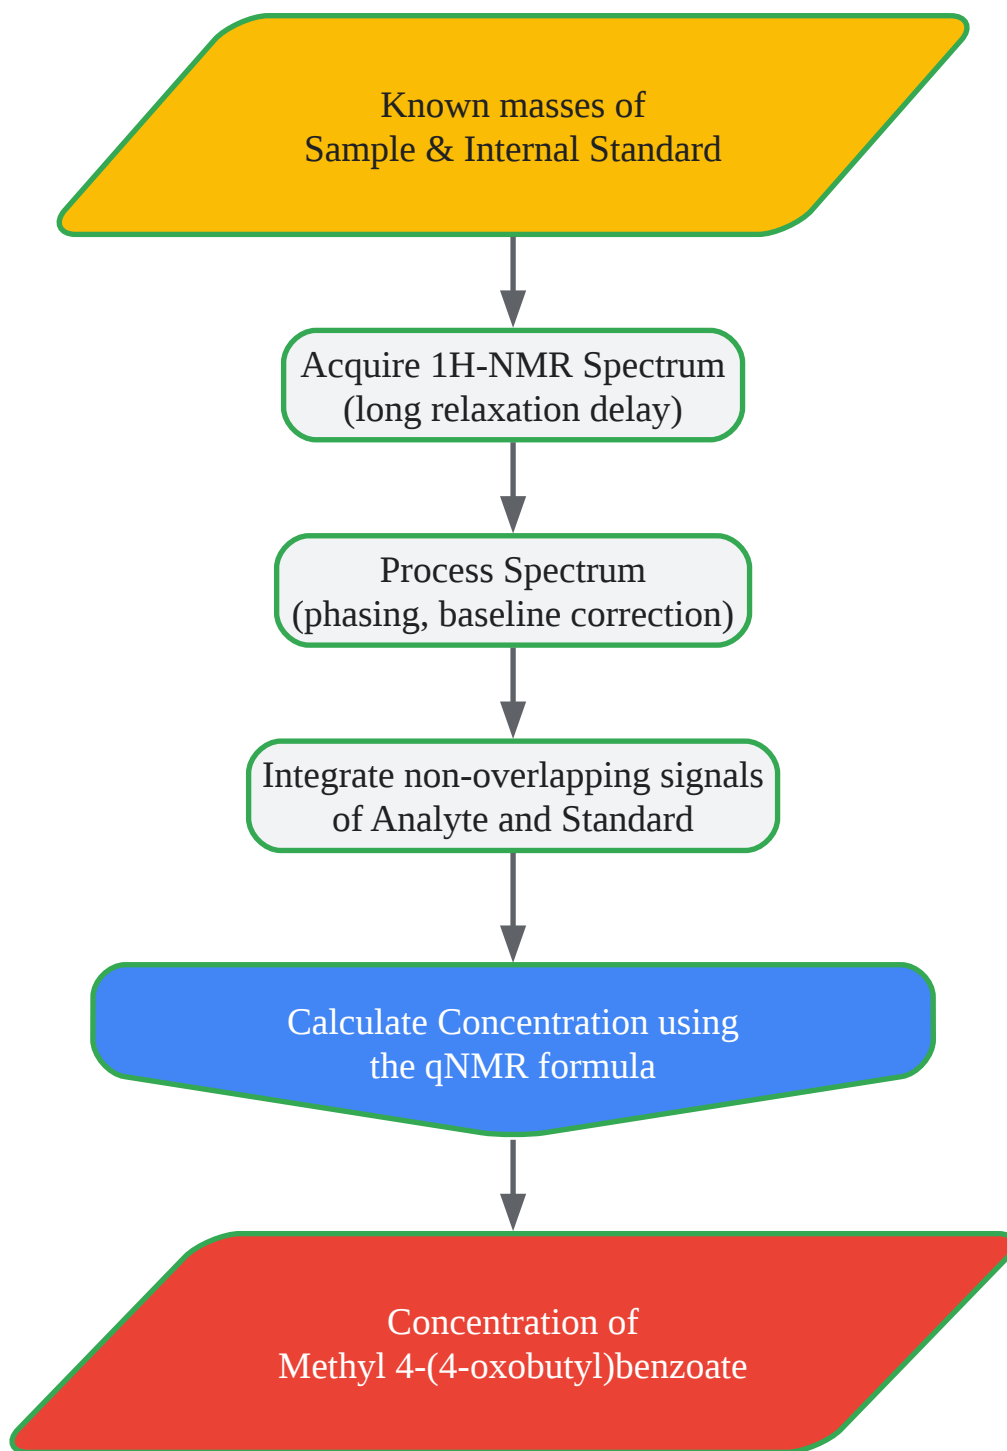 Known masses of
Sample & Internal Standard
Acquire 1H-NMR Spectrum
(long relaxation delay)
Process Spectrum
(phasing, baseline correction)
Integrate non-overlapping signals
of Analyte and Standard
Calculate Concentration using
the qNMR formula
Concentration of
Methyl 4-(4-oxobutyl)benzoate